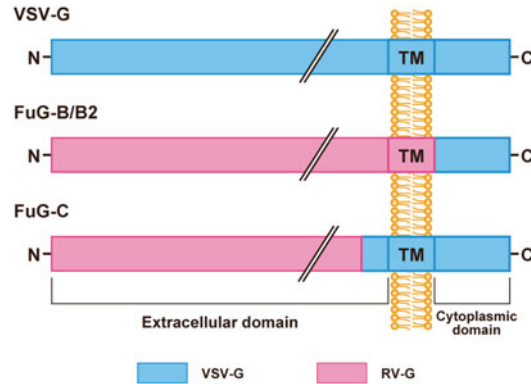 VSV-G
N
TM
C
FuG-B/B2
N
TM
C
FuG-C
N
TM
C
Extracellular domain
Cytoplasmic
domain
VSV-G
RV-G